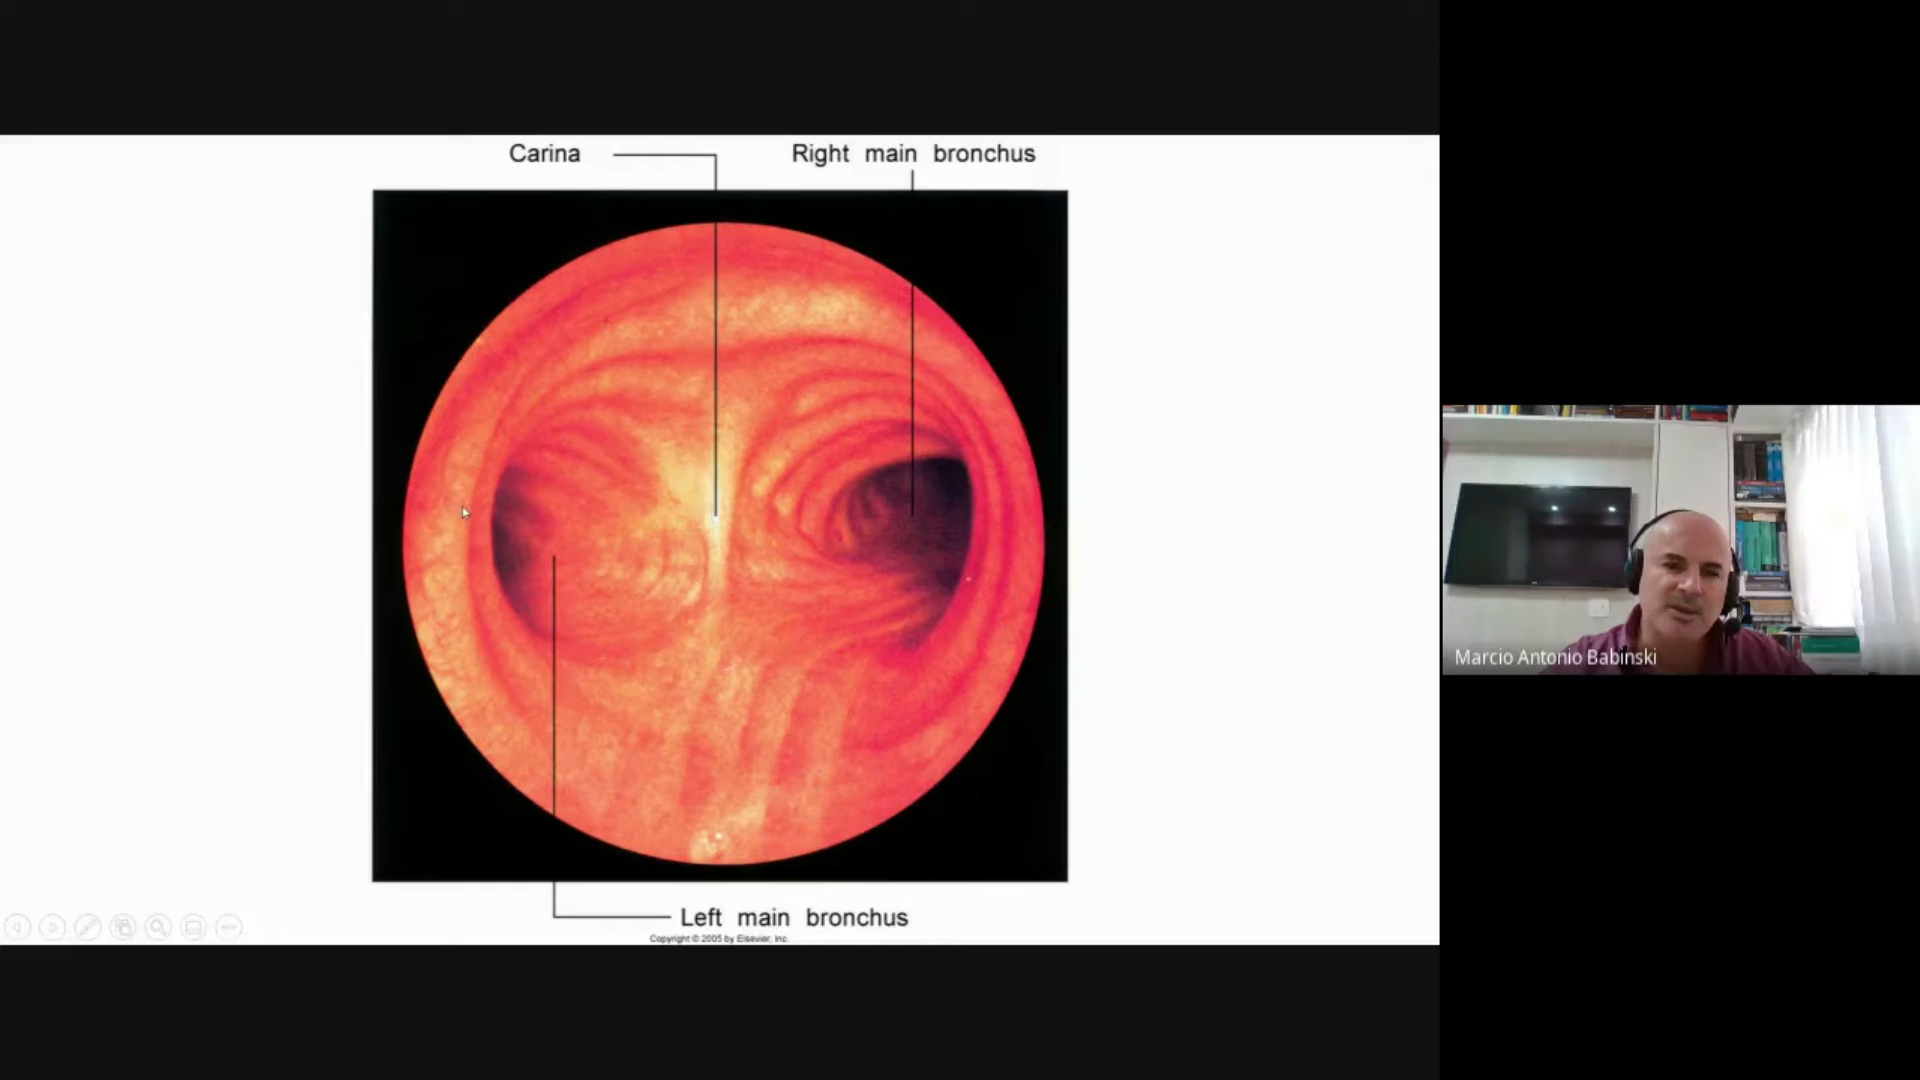 Carina
Right main bronchus
Left main bronchus
Copyright © 2005 by Elsevier, Inc.
Marcio Antonio Babinski